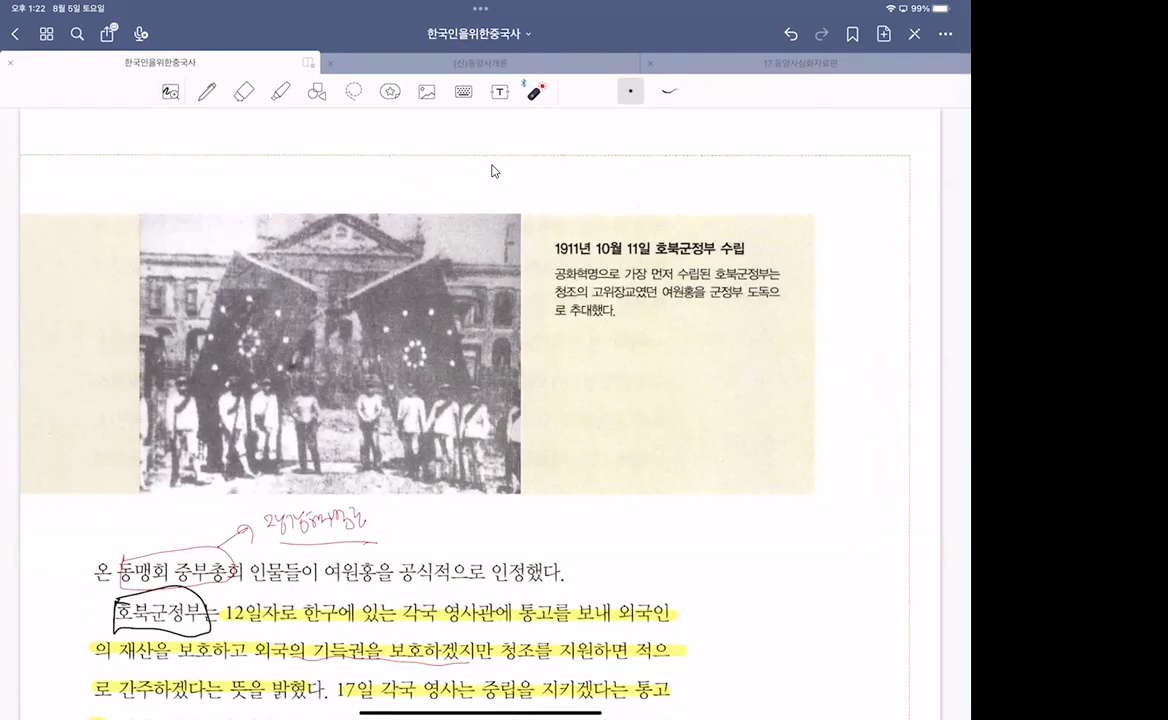 오후 1:22 8월 5일 토요일
99%
한국인을위한중국사
한국인을위한중국사
(신)동양사개론
17.동양사심화자료편
1911년 10월 11일 호북군정부 수립
공화혁명으로 가장 먼저 수립된 호북군정부는
청조의 고위장교였던 여원홍을 군정부 도독으
로 추대했다.
온 동맹회 중부총회 인물들이 여원홍을 공식적으로 인정했다.
호북군정부는 12일자로 한구에 있는 각국 영사관에 통고를 보내 외국인
의 재산을 보호하고 외국의 기득권을 보호하겠지만 청조를 지원하면 적으
로 간주하겠다는 뜻을 밝혔다. 17일 각국 영사는 중립을 지키겠다는 통고